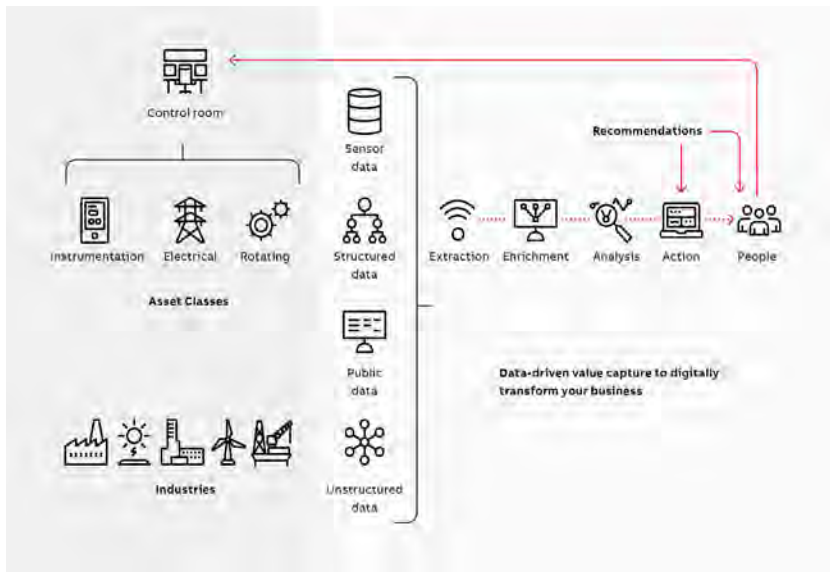 Control room
Recommendations
Sensor
data
Instrumentation
Electrical
Rotating
Structured
data
Extraction
Enrichment
Analysis
Action
People
Asset Classes
Public
data
Data-driven value capture to digitally
transform your business
Industries
Unstructured
data